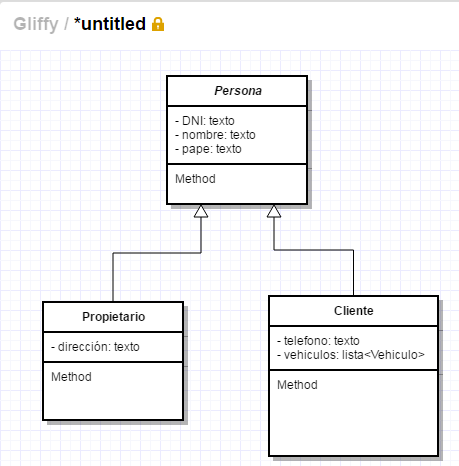 Gliffy / *untitled
Persona
- DNI: texto
- nombre: texto
- pape: texto
Method
Propietario
- dirección: texto
Method
Cliente
- telefono: texto
- vehiculos: lista<Vehiculo>
Method